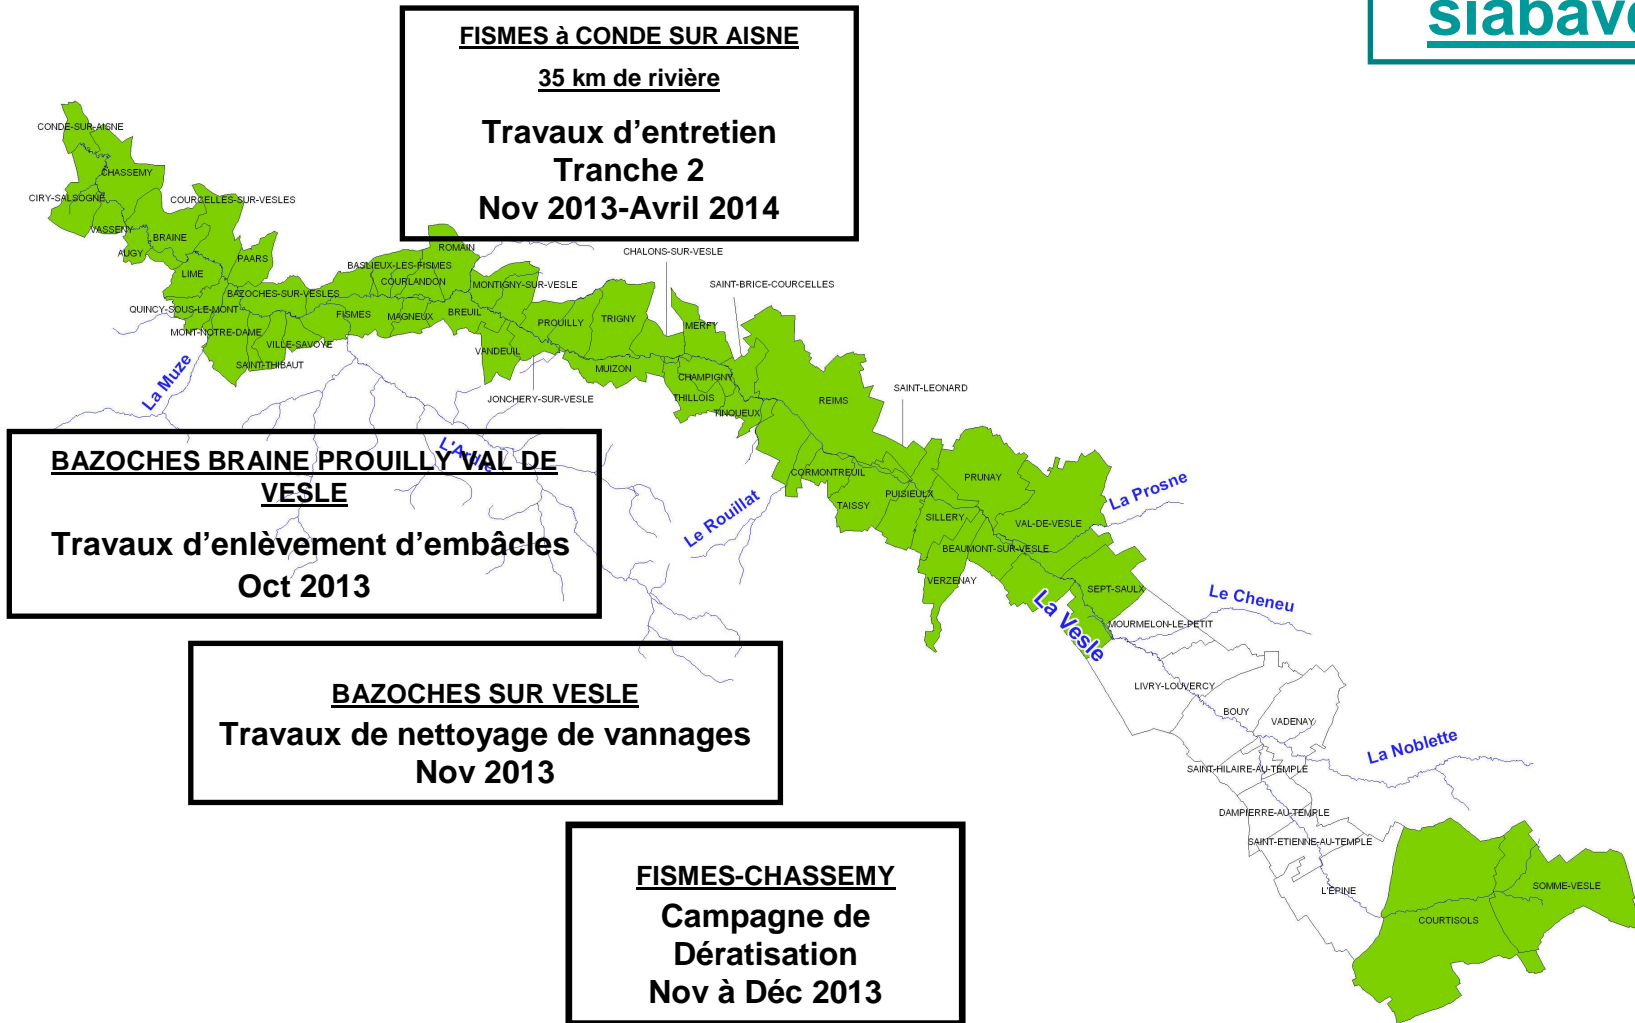 siabave
FISMES à CONDE SUR AISNE
35 km de rivière
Travaux d’entretien
Tranche 2
Nov 2013-Avril 2014
CONDE-SUR-AISNE
CHASSEMY
CIRY-SALSOGNE
COURCELLES-SUR-VESLES
VASSENY
BRAINE
AUGY
PAARS
LIME
ROMAIN
BASLIEUX-LES-FISMES
COURLANDON
CHALONS-SUR-VESLE
MONTIGNY-SUR-VESLE
SAINT-BRICE-COURCELLES
BAZOCHES-SUR-VESLES
QUINCY-SOUS-LE-MONT
FISMES
MAGNEUX
BREUIL
PROUILLY
TRIGNY
MERFY
MONT-NOTRE-DAME
VILLE-SAVOYE
VANDEUIL
SAINT-THIBAUT
MUIZON
CHAMPIGNY
La Muze
JONCHERY-SUR-VESLE
THILLOIS
TINQUEUX
REIMS
SAINT-LEONARD
L'Ardre
BAZOCHES BRAINE PROUILLY VAL DE
VESLE
Travaux d’enlèvement d’embâcles
Oct 2013
CORMONTREUIL
TAISSY
PUISIEULX
PRUNAY
SILLERY
VAL-DE-VESLE
La Prosne
Le Rouillat
BEAUMONT-SUR-VESLE
VERZENAY
SEPT-SAULX
La Vesle
Le Cheneu
MOURMELON-LE-PETIT
BAZOCHES SUR VESLE
Travaux de nettoyage de vannages
Nov 2013
LIVRY-LOUVERCY
BOUY
VADENAY
La Noblette
SAINT-HILAIRE-AU-TEMPLE
DAMPIERRE-AU-TEMPLE
SAINT-ETIENNE-AU-TEMPLE
L'EPINE
SOMME-VESLE
COURTISOLS
FISMES-CHASSEMY
Campagne de
Dératisation
Nov à Déc 2013